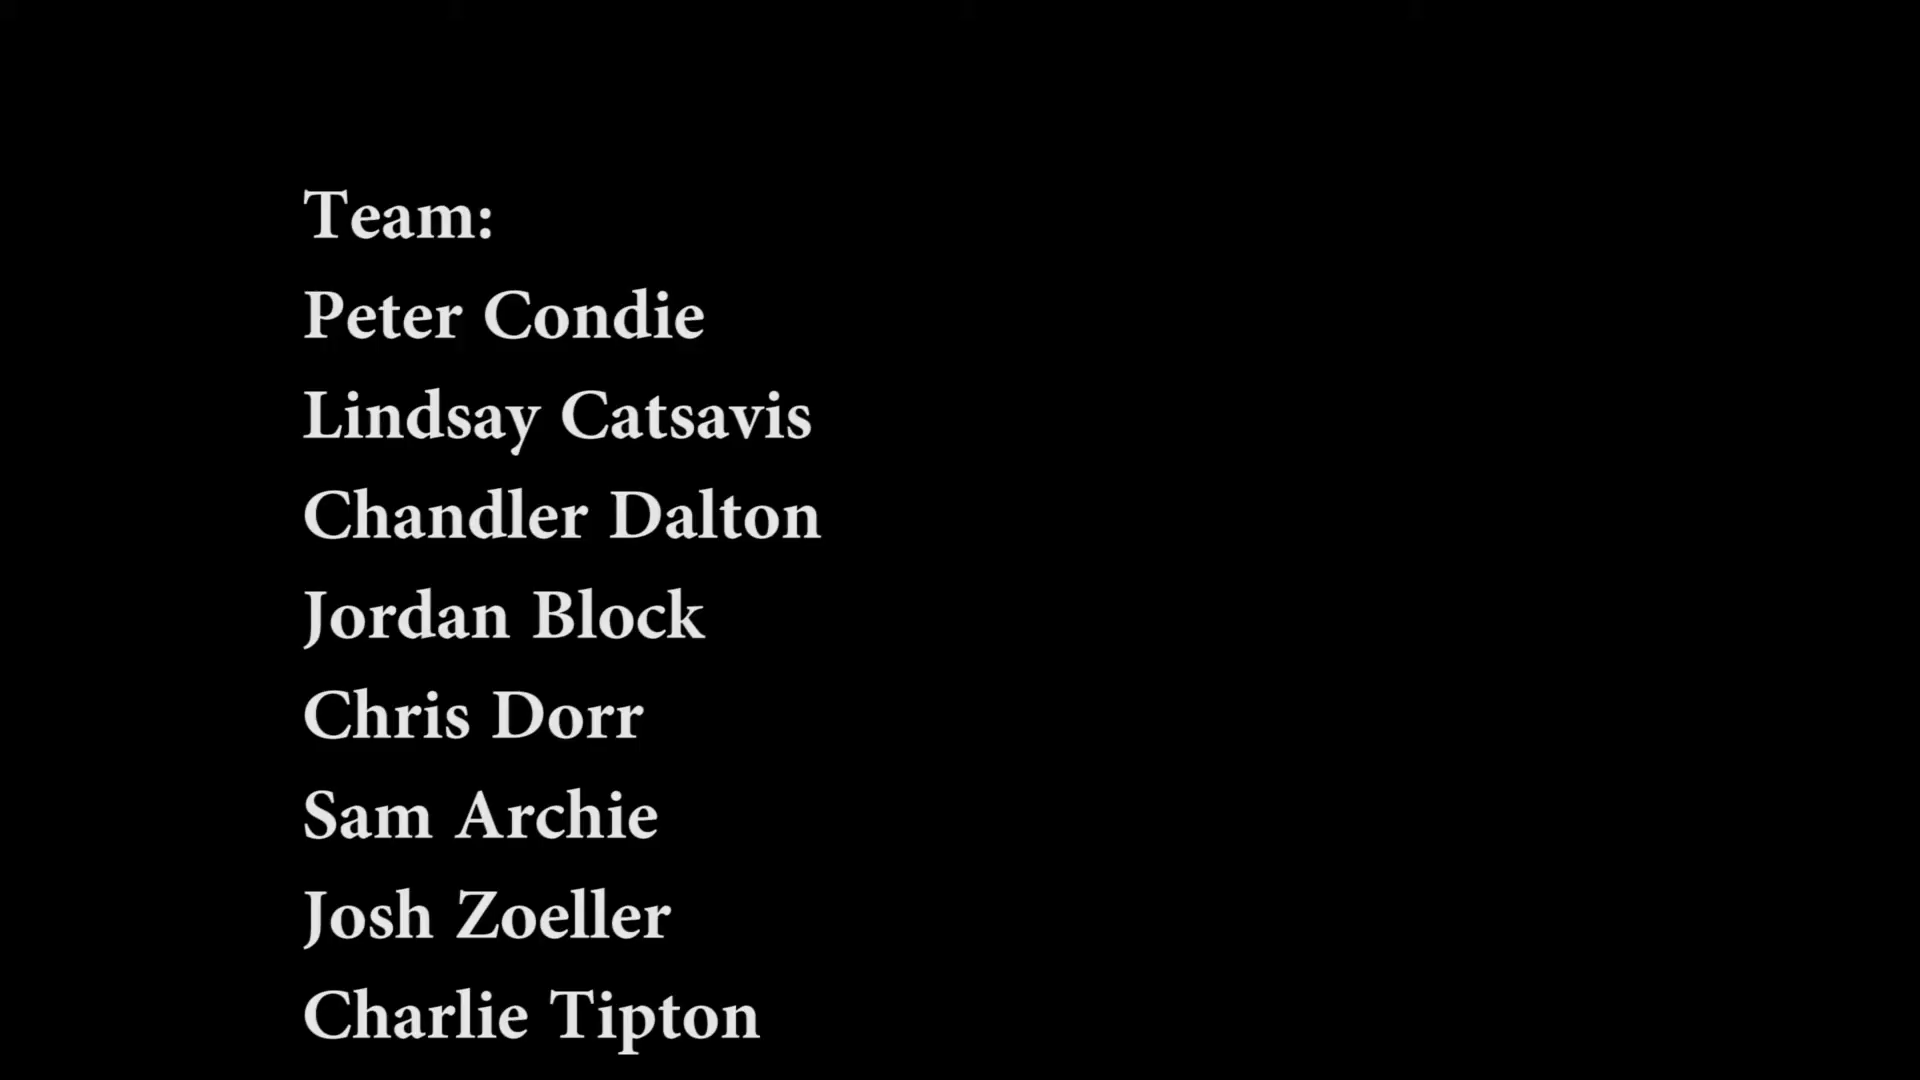 Team:
Peter Condie
Lindsay Catsavis
Chandler Dalton
Jordan Block
Chris Dorr
Sam Archie
Josh Zoeller
Charlie Tipton